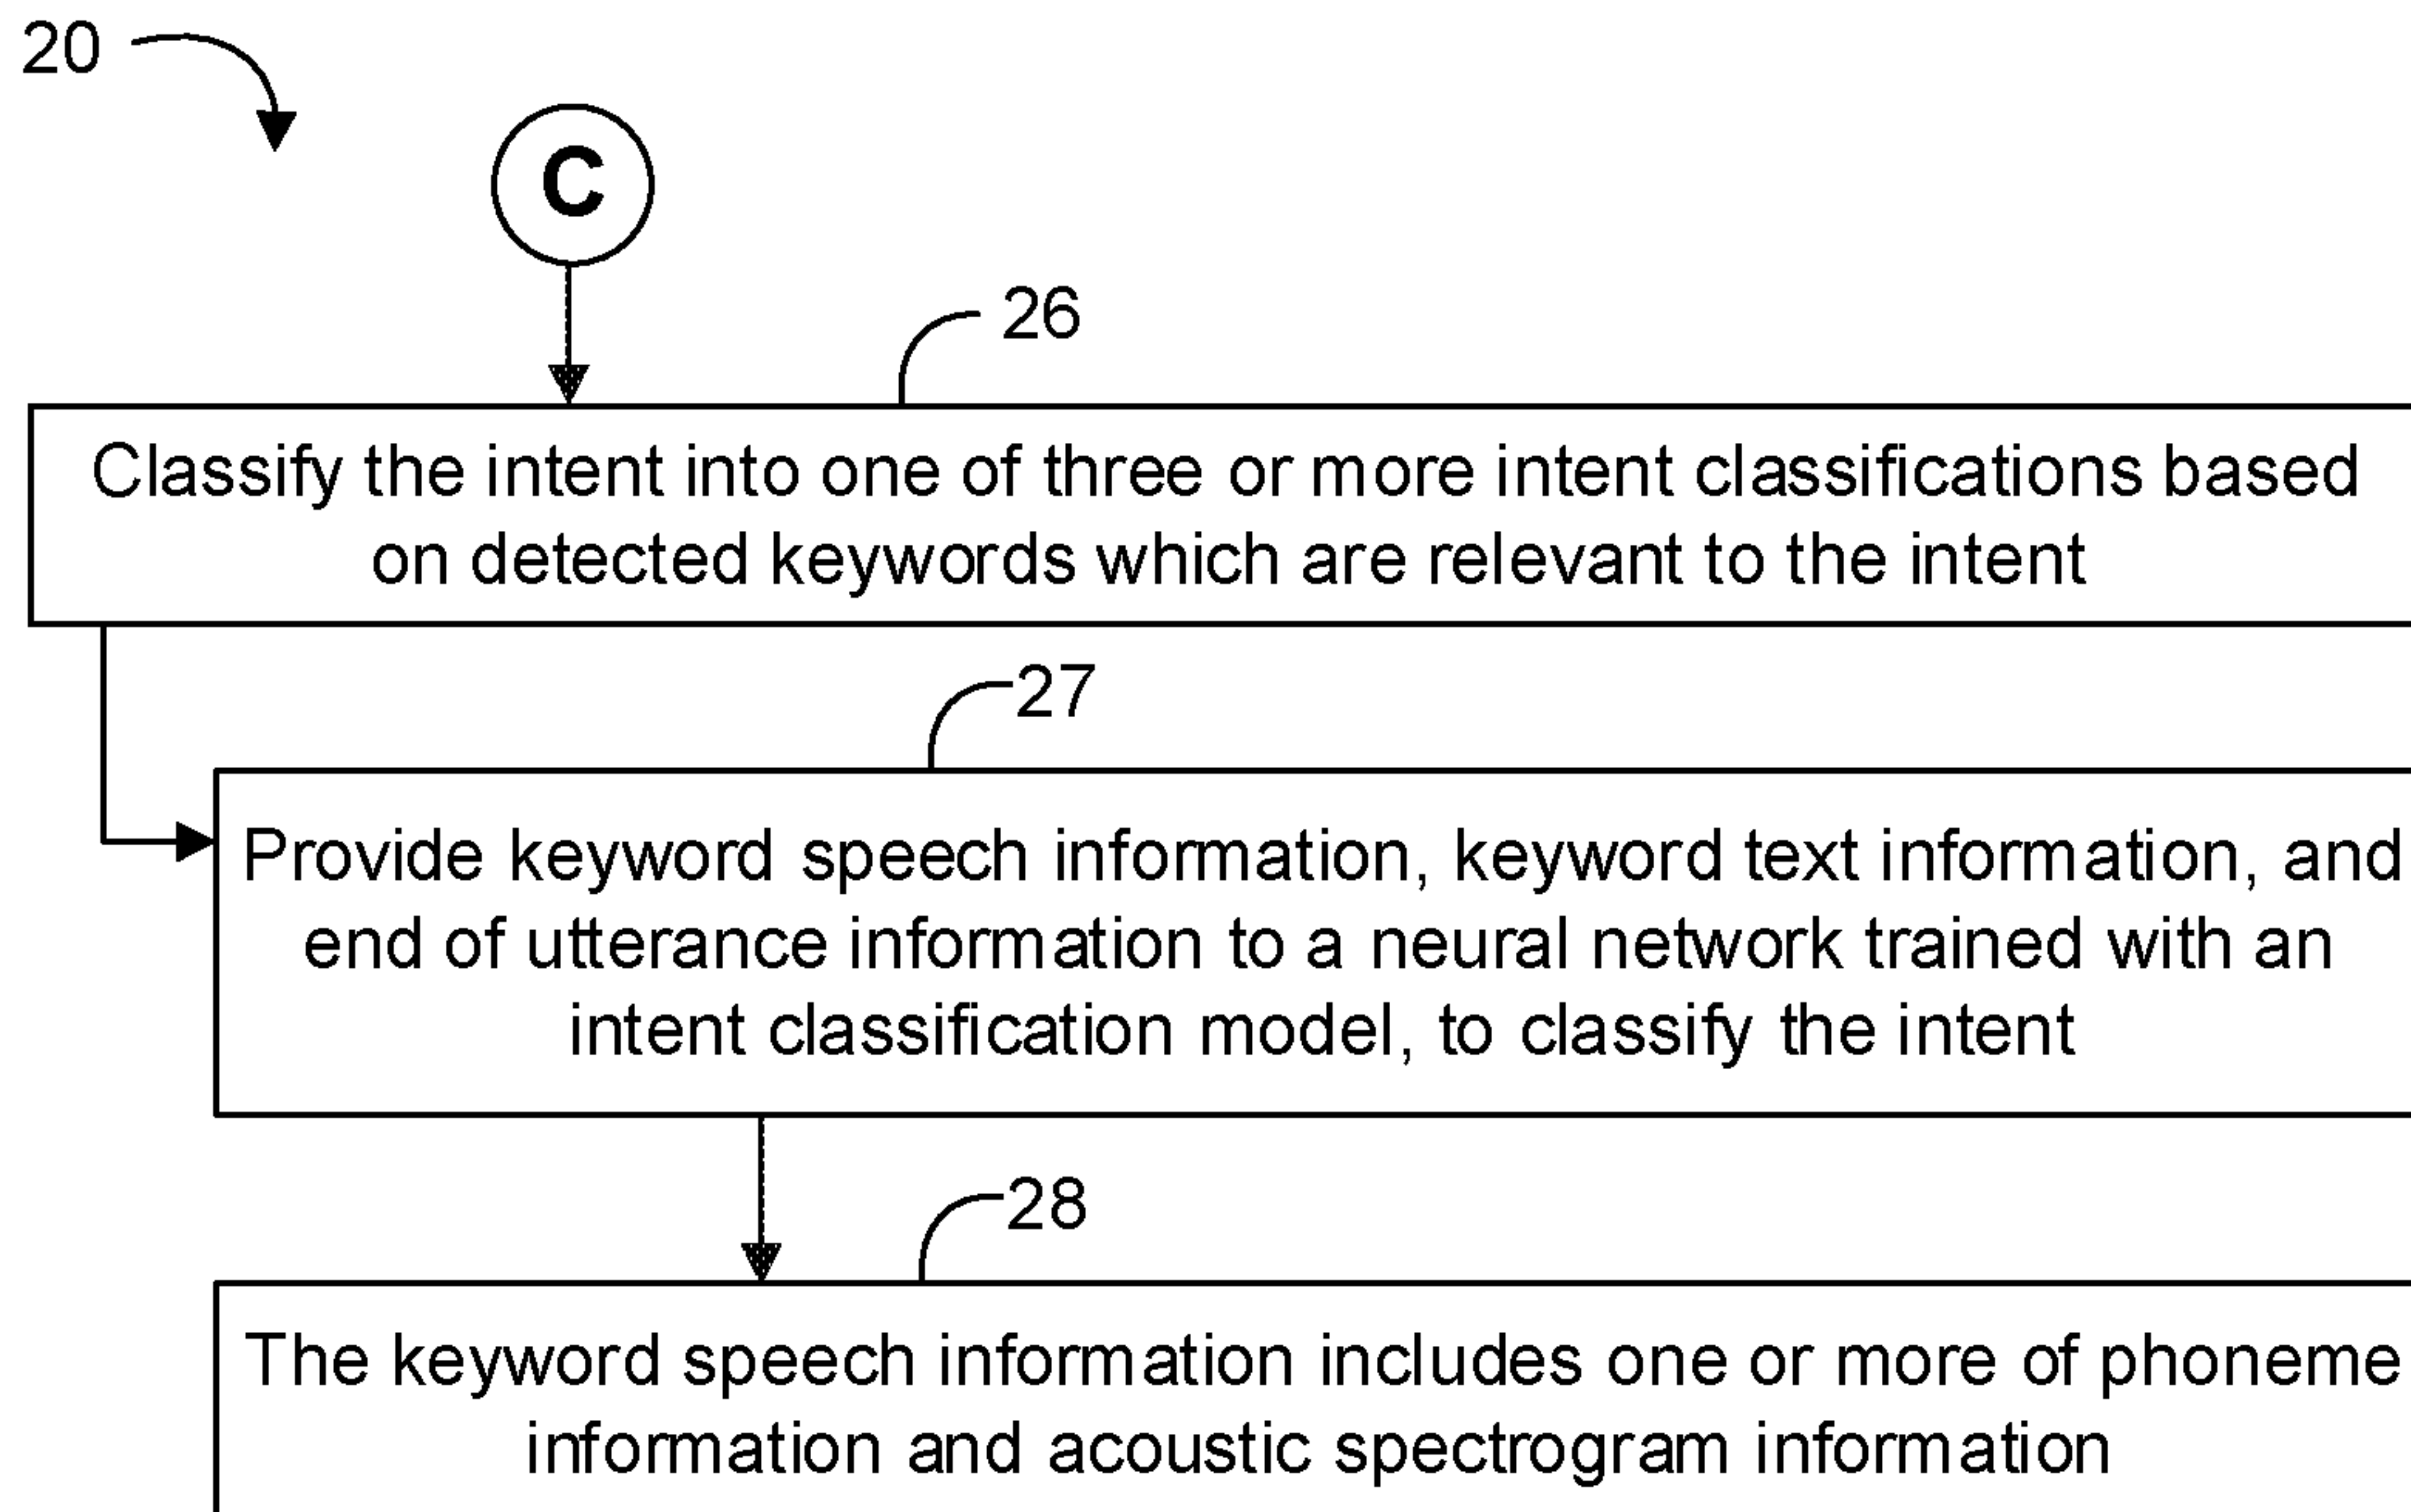 20
C
26
Classify the intent into one of three or more intent classifications based
on detected keywords which are relevant to the intent
27
Provide keyword speech information, keyword text information, and
end of utterance information to a neural network trained with an
intent classification model, to classify the intent
28
The keyword speech information includes one or more of phoneme
information and acoustic spectrogram information